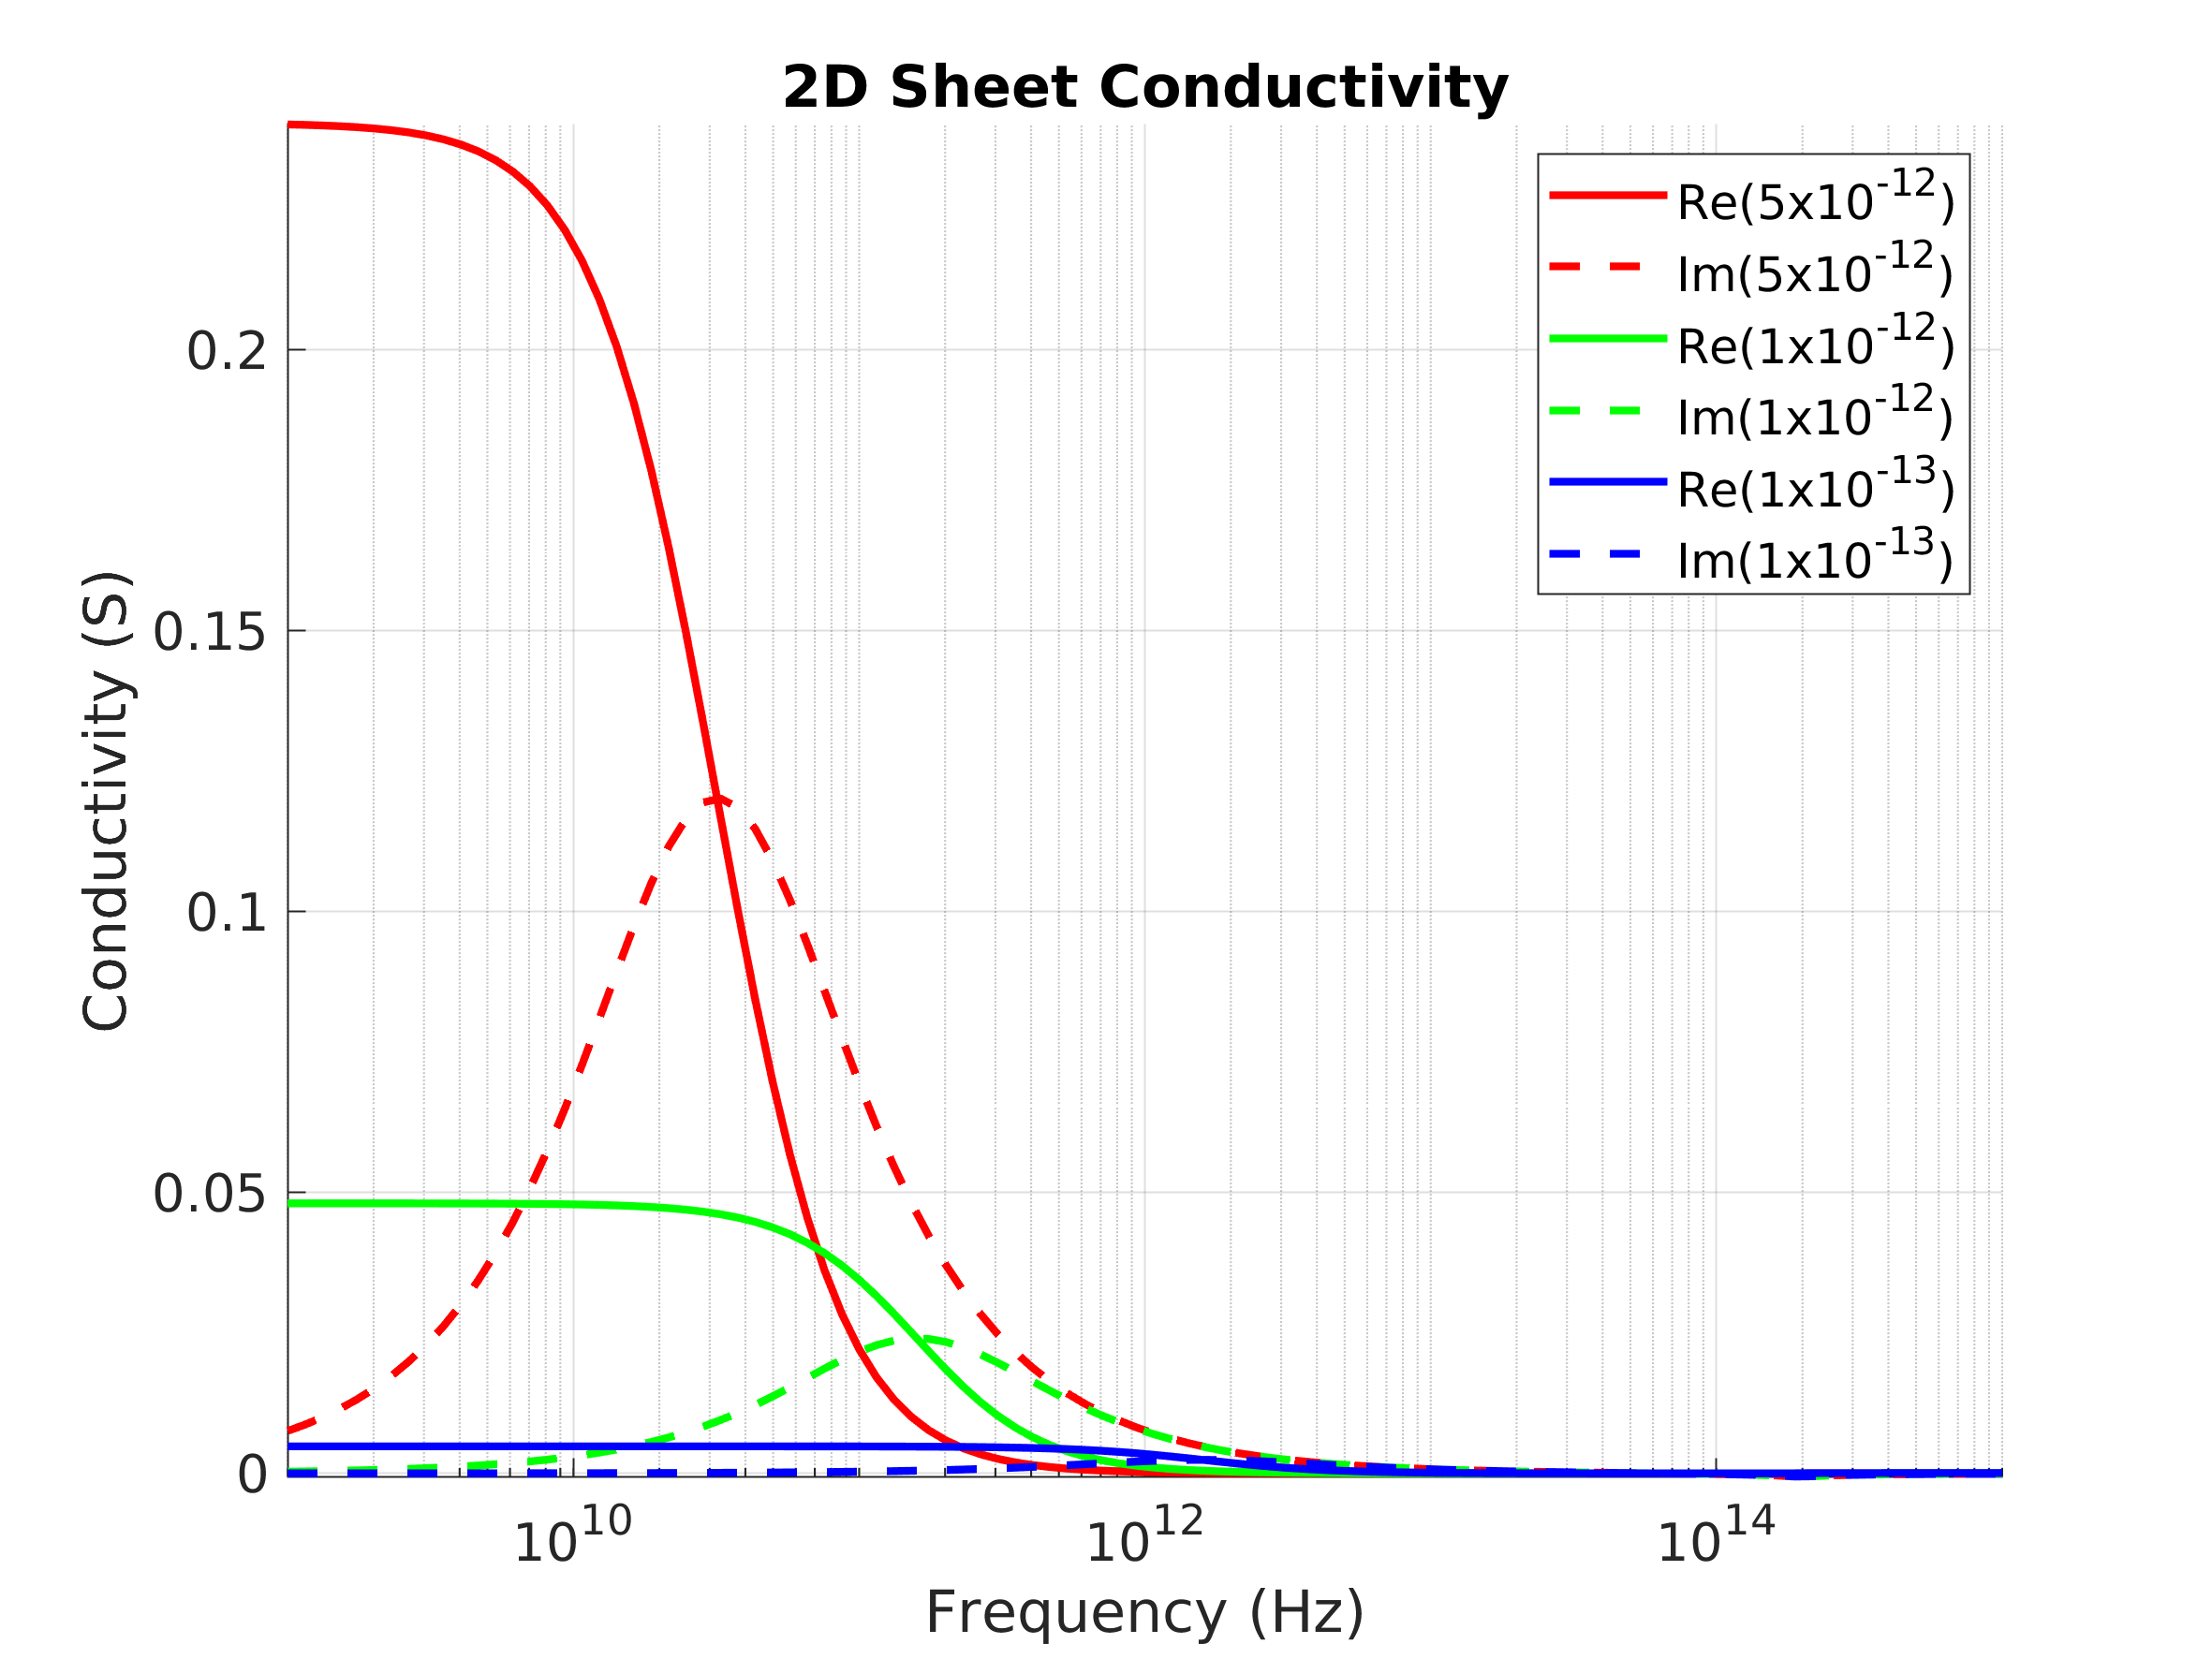 2D Sheet Conductivity
Re(5x10^-12)
Im(5x10^-12)
Re(1x10^-12)
Im(1x10^-12)
Re(1x10^-13)
Im(1x10^-13)
Conductivity (S)
0.2
0.15
0.1
0.05
0
10^10
10^12
10^14
Frequency (Hz)